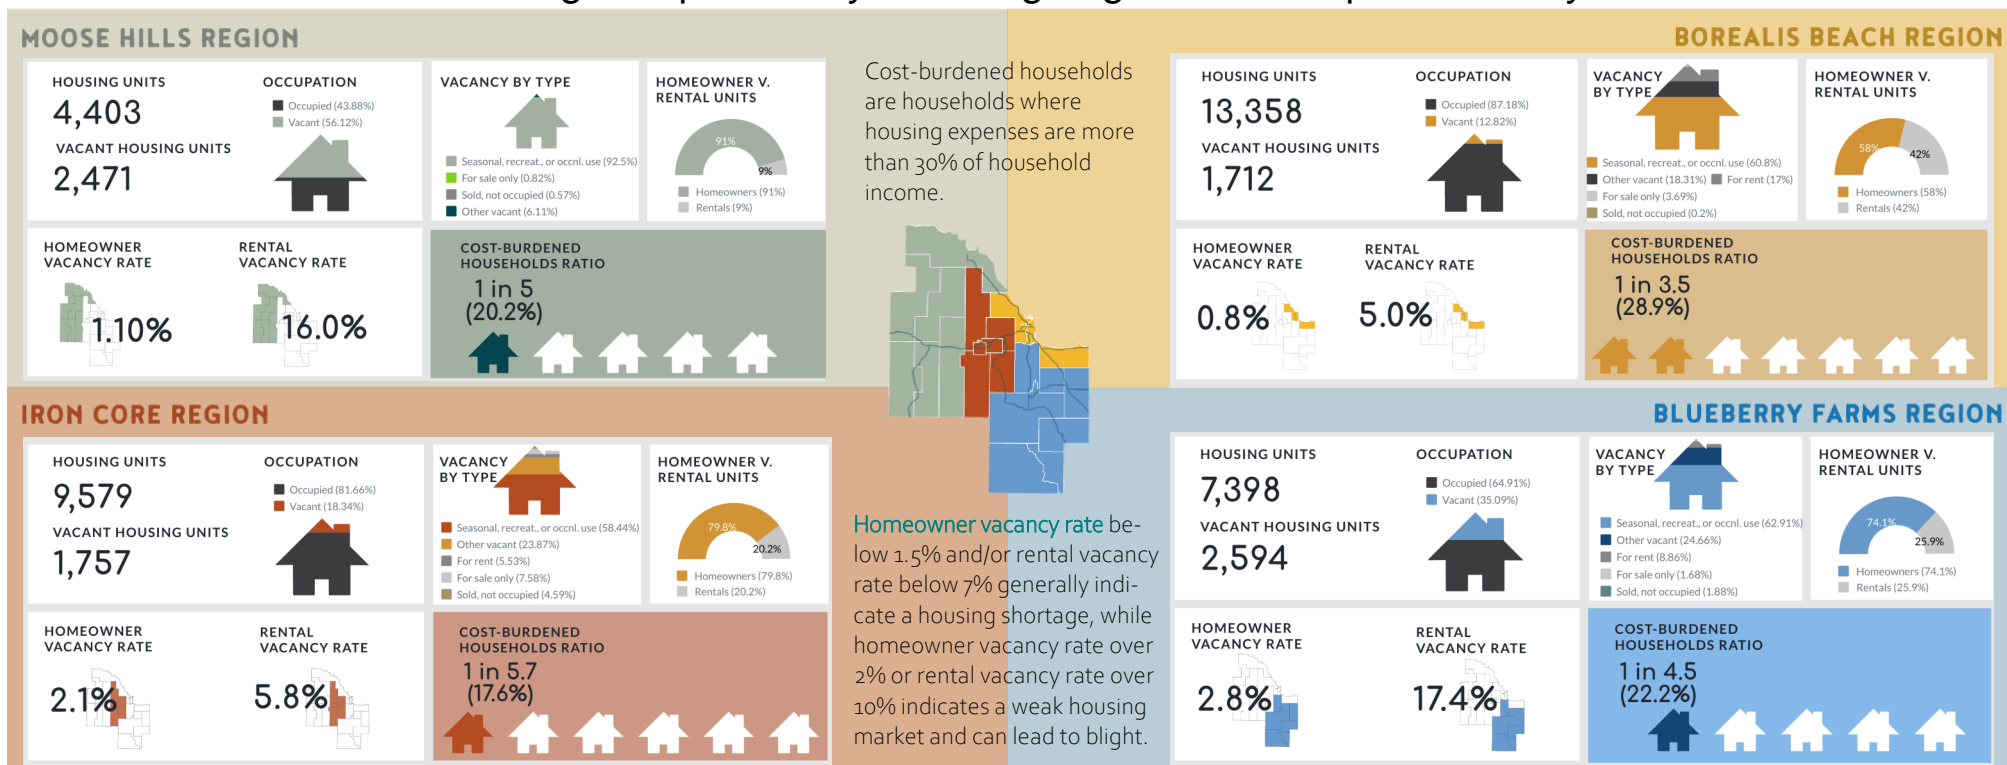 MOOSE HILLS REGION
HOUSING UNITS
4,403
VACANT HOUSING UNITS
2,471
OCCUPATION
Occupied (43.88%)
Vacant (56.12%)
VACANCY BY TYPE
Seasonal, recreat., or occnl. use (92.5%)
For sale only (0.82%)
Sold, not occupied (0.57%)
Other vacant (6.11%)
HOMEOWNER V.
RENTAL UNITS
91%
9%
Homeowners (91%)
Rentals (9%)
HOMEOWNER
VACANCY RATE
1.10%
RENTAL
VACANCY RATE
16.0%
COST-BURDENED
HOUSEHOLDS RATIO
1 in 5
(20.2%)
Cost-burdened households
are households where
housing expenses are more
than 30% of household
income.
BOREALIS BEACH REGION
HOUSING UNITS
13,358
VACANT HOUSING UNITS
1,712
OCCUPATION
Occupied (87.18%)
Vacant (12.82%)
VACANCY
BY TYPE
Seasonal, recreat., or occnl. use (60.8%)
Other vacant (18.31%) For rent (17%)
For sale only (3.69%)
Sold, not occupied (0.2%)
HOMEOWNER V.
RENTAL UNITS
58%
42%
Homeowners (58%)
Rentals (42%)
HOMEOWNER
VACANCY RATE
0.8%
RENTAL
VACANCY RATE
5.0%
COST-BURDENED
HOUSEHOLDS RATIO
1 in 3.5
(28.9%)
IRON CORE REGION
HOUSING UNITS
9,579
VACANT HOUSING UNITS
1,757
OCCUPATION
Occupied (81.66%)
Vacant (18.34%)
VACANCY
BY TYPE
Seasonal, recreat., or occnl. use (58.44%)
Other vacant (23.87%)
For rent (5.53%)
For sale only (7.58%)
Sold, not occupied (4.59%)
HOMEOWNER V.
RENTAL UNITS
79.8%
20.2%
Homeowners (79.8%)
Rentals (20.2%)
HOMEOWNER
VACANCY RATE
2.1%
RENTAL
VACANCY RATE
5.8%
COST-BURDENED
HOUSEHOLDS RATIO
1 in 5.7
(17.6%)
Homeowner vacancy rate be-
low 1.5% and/or rental vacancy
rate below 7% generally indi-
cate a housing shortage, while
homeowner vacancy rate over
2% or rental vacancy rate over
10% indicates a weak housing
market and can lead to blight.
BLUEBERRY FARMS REGION
HOUSING UNITS
7,398
VACANT HOUSING UNITS
2,594
OCCUPATION
Occupied (64.91%)
Vacant (35.09%)
VACANCY
BY TYPE
Seasonal, recreat., or occnl. use (62.91%)
Other vacant (24.66%)
For rent (8.86%)
For sale only (1.68%)
Sold, not occupied (1.88%)
HOMEOWNER V.
RENTAL UNITS
74.1%
25.9%
Homeowners (74.1%)
Rentals (25.9%)
HOMEOWNER
VACANCY RATE
2.8%
RENTAL
VACANCY RATE
17.4%
COST-BURDENED
HOUSEHOLDS RATIO
1 in 4.5
(22.2%)